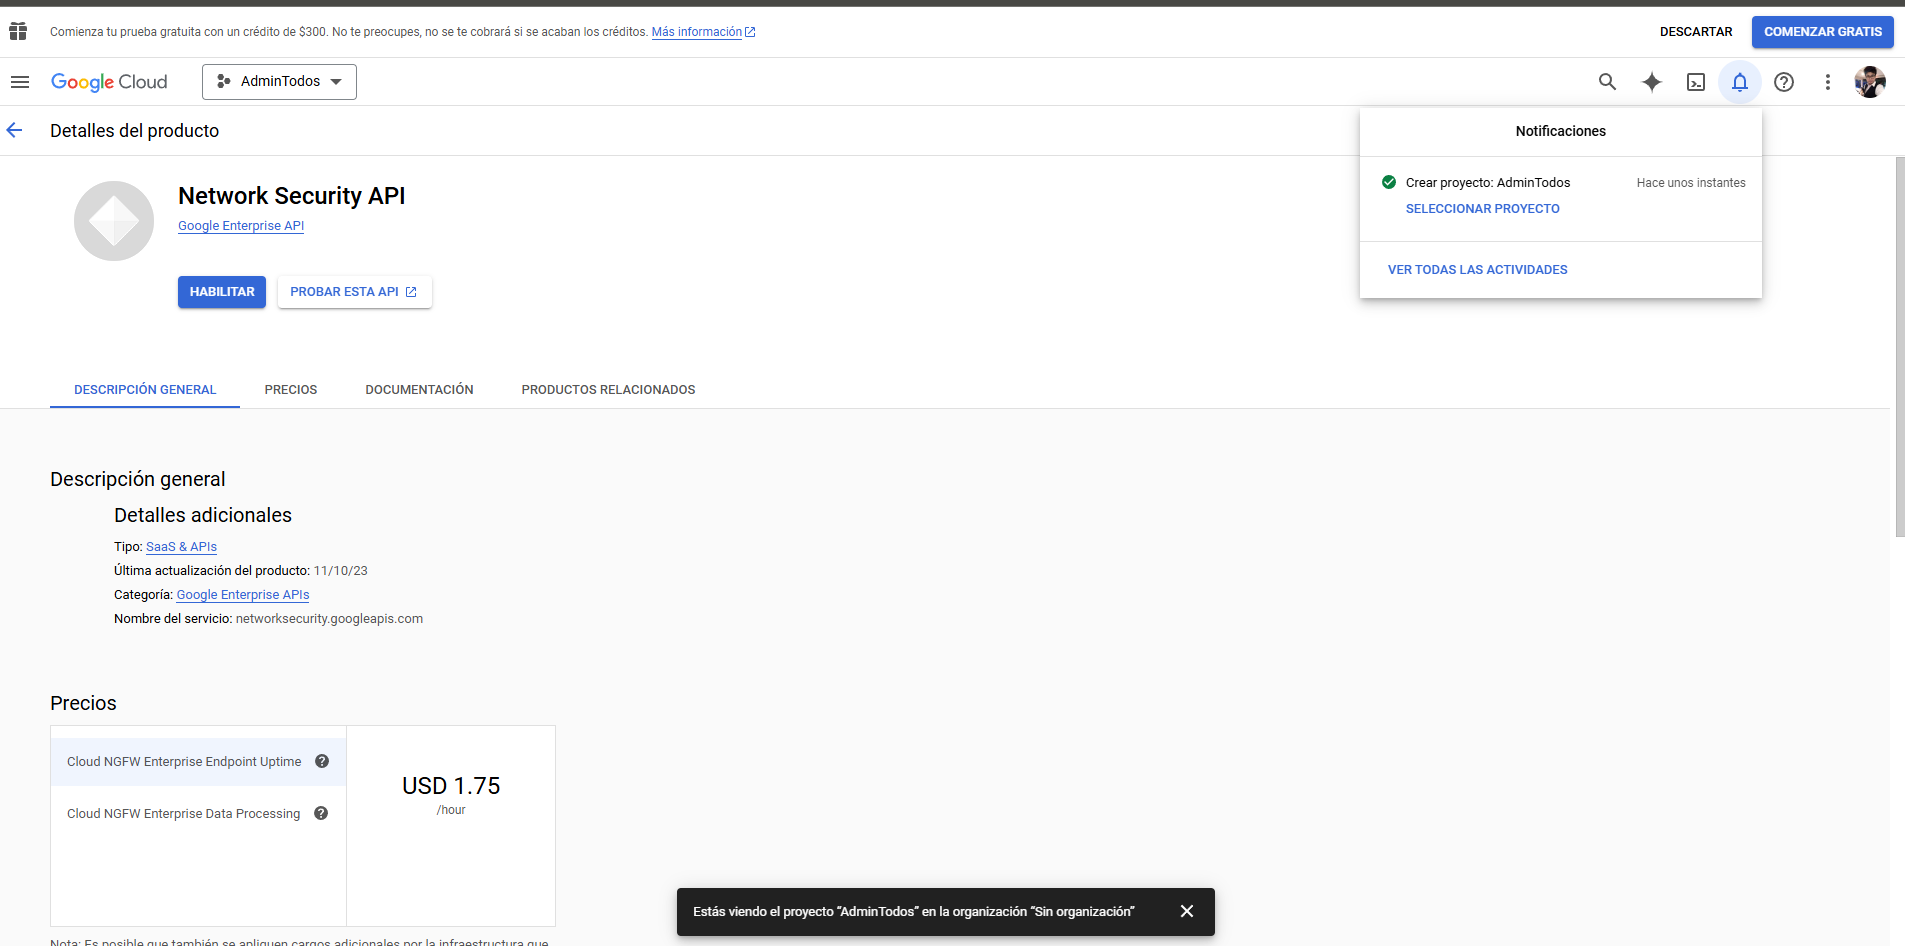 Comienza tu prueba gratuita con un crédito de $300. No te preocupes, no se te cobrará si se acaban los créditos. Más información
DESCARTAR
COMENZAR GRATIS
Google Cloud
AdminTodos
Detalles del producto
Notificaciones
Crear proyecto: AdminTodos
Hace unos instantes
SELECCIONAR PROYECTO
VER TODAS LAS ACTIVIDADES
Network Security API
Google Enterprise API
HABILITAR
PROBAR ESTA API
DESCRIPCIÓN GENERAL
PRECIOS
DOCUMENTACIÓN
PRODUCTOS RELACIONADOS
Descripción general
Detalles adicionales
Tipo: SaaS & APIs
Última actualización del producto: 11/10/23
Categoría: Google Enterprise APIs
Nombre del servicio: networksecurity.googleapis.com
Precios
Cloud NGFW Enterprise Endpoint Uptime
Cloud NGFW Enterprise Data Processing
USD 1.75
/hour
Estás viendo el proyecto “AdminTodos” en la organización “Sin organización”
Nota: Es posible que también se apliquen cargos adicionales por la infraestructura que